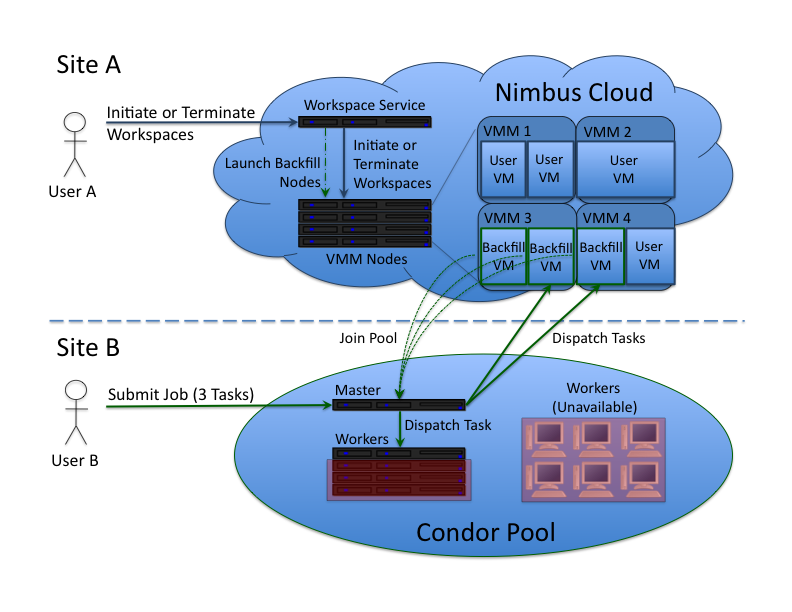 Site A
Nimbus Cloud
Workspace Service
Initiate or Terminate
Workspaces
User A
Launch Backfill
Nodes
Initiate or
Terminate
Workspaces
VMM Nodes
VMM 1
User
VM
User
VM
VMM 2
User
VM
VMM 3
Backfill
VM
Backfill
VM
VMM 4
Backfill
VM
User
VM
Join Pool
Dispatch Tasks
Site B
Submit Job (3 Tasks)
User B
Master
Dispatch Task
Workers
Workers
(Unavailable)
Condor Pool